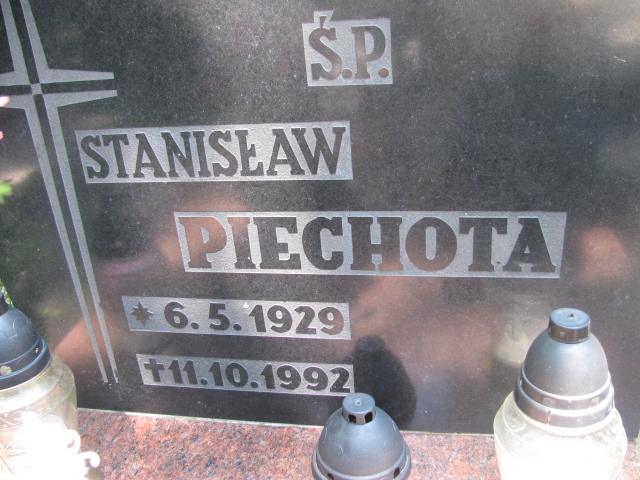 Ś.P.
STANISŁAW
PIECHOTA
* 6.5.1929
✝11.10.1992